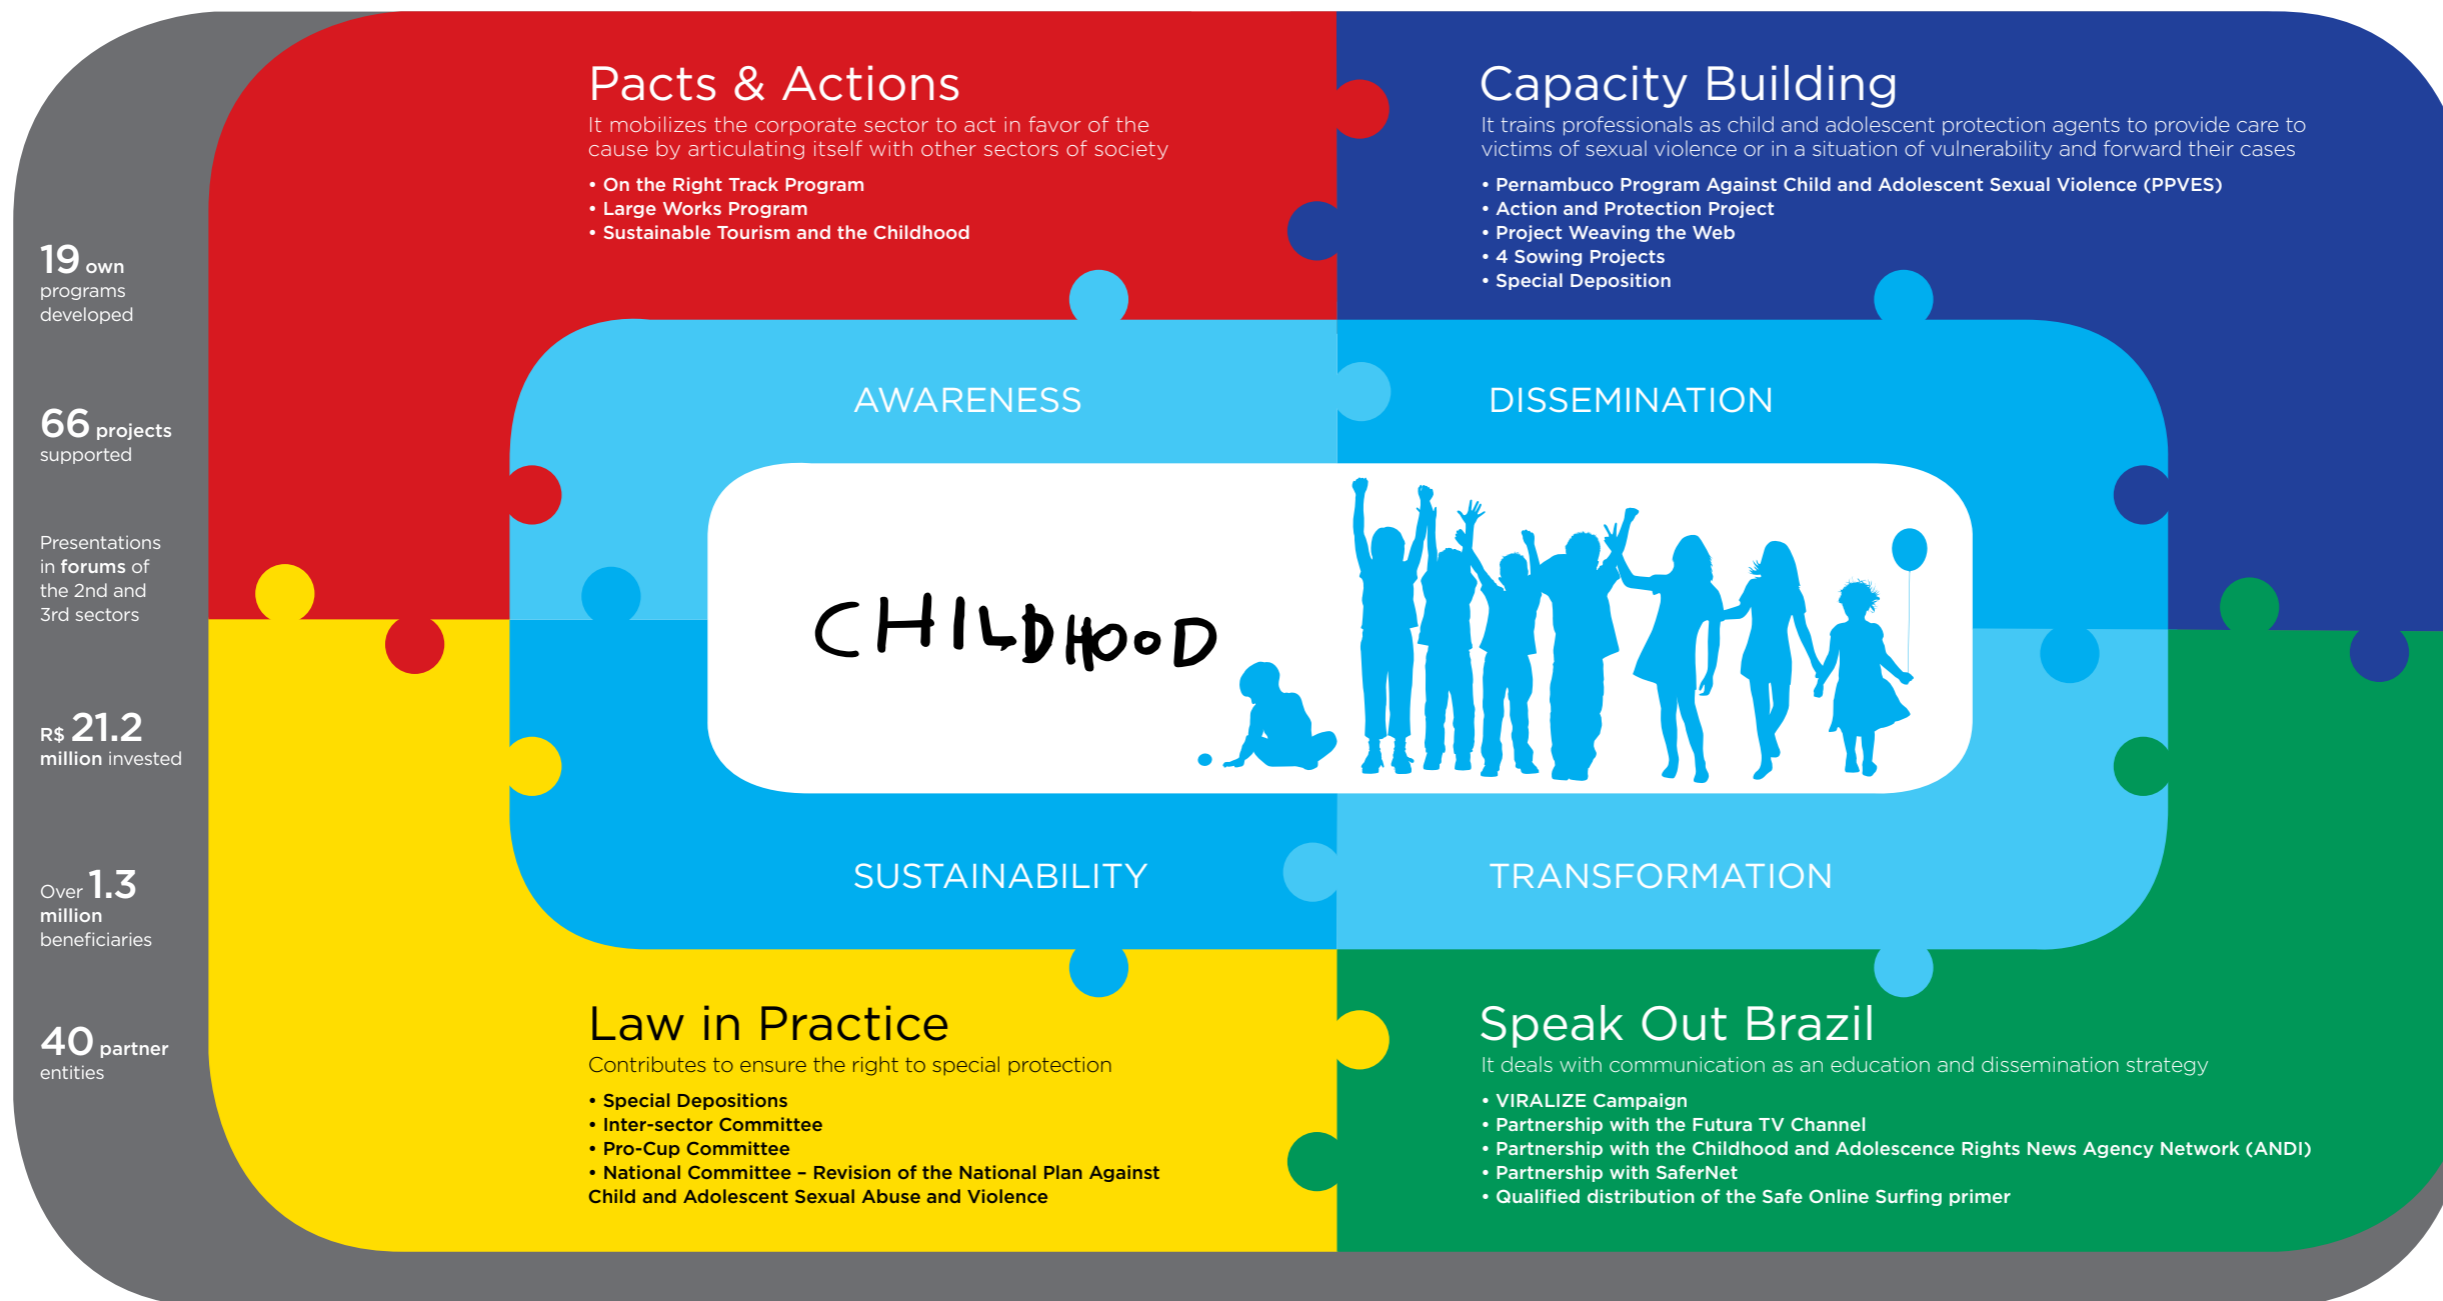 19 own
programs
developed
66 projects
supported
Presentations
in forums of
the 2nd and
3rd sectors
R$ 21.2
million invested
Over 1.3
million
beneficiaries
40 partner
entities
Pacts & Actions
It mobilizes the corporate sector to act in favor of the
cause by articulating itself with other sectors of society
• On the Right Track Program
• Large Works Program
• Sustainable Tourism and the Childhood
Capacity Building
It trains professionals as child and adolescent protection agents to provide care to
victims of sexual violence or in a situation of vulnerability and forward their cases
• Pernambuco Program Against Child and Adolescent Sexual Violence (PPVES)
• Action and Protection Project
• Project Weaving the Web
• 4 Sowing Projects
• Special Deposition
AWARENESS
DISSEMINATION
CHILDHOOD
SUSTAINABILITY
TRANSFORMATION
Law in Practice
Contributes to ensure the right to special protection
• Special Depositions
• Inter-sector Committee
• Pro-Cup Committee
• National Committee – Revision of the National Plan Against
Child and Adolescent Sexual Abuse and Violence
Speak Out Brazil
It deals with communication as an education and dissemination strategy
• VIRALIZE Campaign
• Partnership with the Futura TV Channel
• Partnership with the Childhood and Adolescence Rights News Agency Network (ANDI)
• Partnership with SaferNet
• Qualified distribution of the Safe Online Surfing primer